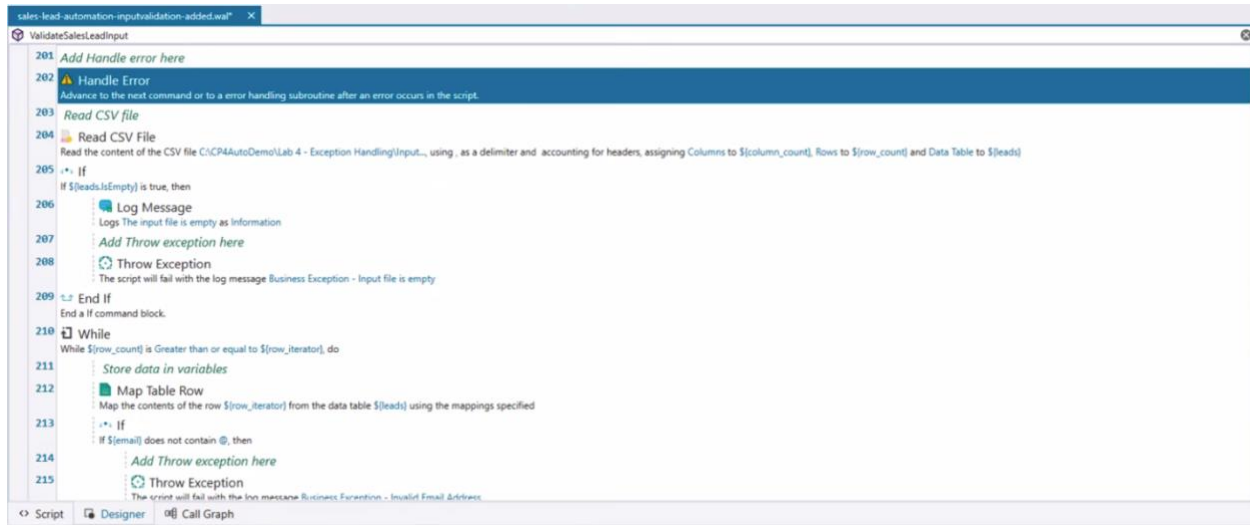 sales-lead-automation-inputvalidation-added.wal*
ValidateSalesLeadInput
201 Add Handle error here
202 Handle Error
Advance to the next command or to a error handling subroutine after an error occurs in the script.
203 Read CSV file
204 Read CSV File
Read the content of the CSV file C:\CP4AutoDemo\Lab 4 - Exception Handling\Input..., using , as a delimiter and accounting for headers, assigning Columns to ${column_count}, Rows to ${row_count} and Data Table to ${leads}
205 If
If ${leads.IsEmpty} is true, then
206 Log Message
Logs The input file is empty as Information
207 Add Throw exception here
208 Throw Exception
The script will fail with the log message Business Exception - Input file is empty
209 End If
End a If command block.
210 While
While ${row_count} is Greater than or equal to ${row_iterator}, do
211 Store data in variables
212 Map Table Row
Map the contents of the row ${row_iterator} from the data table ${leads} using the mappings specified
213 If
If ${email} does not contain @, then
214 Add Throw exception here
215 Throw Exception
The script will fail with the log message Business Exception - Invalid Email Address
Script Designer Call Graph